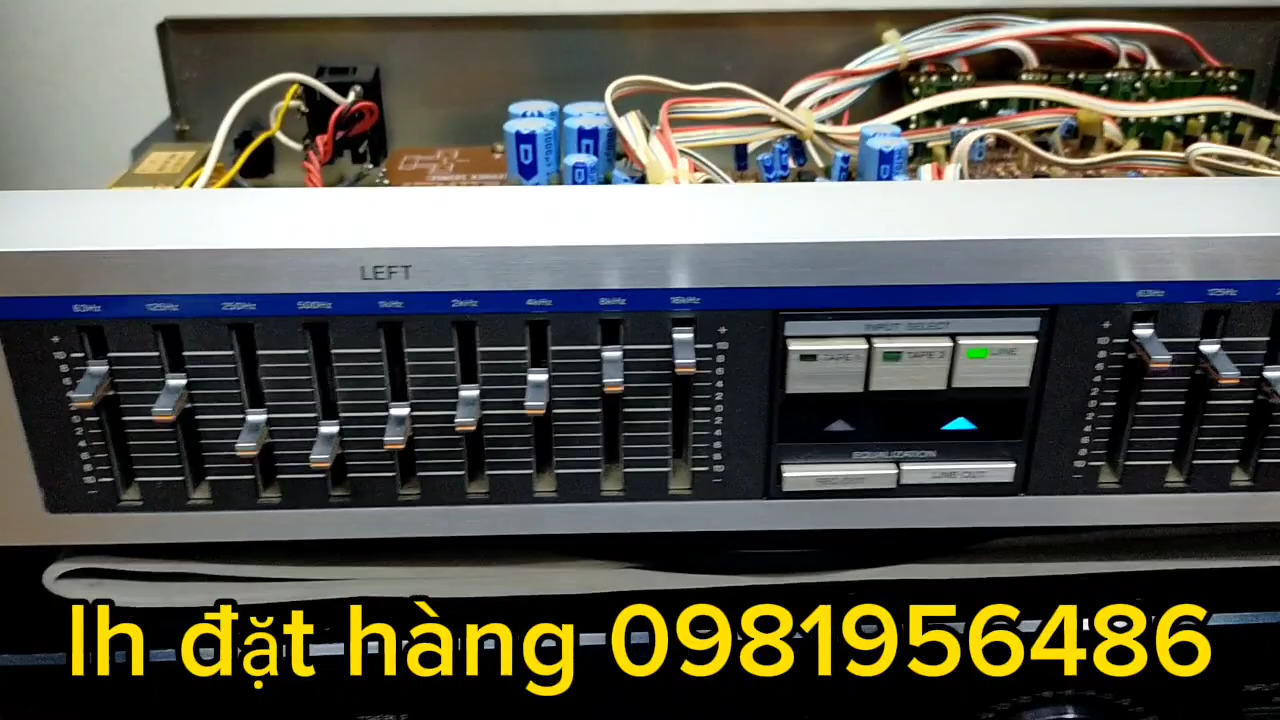 LEFT
63Hz 125Hz 250Hz 500Hz 1kHz 2kHz 4kHz 8kHz 16kHz
63Hz 125Hz
INPUT SELECT
TAPE 1 TAPE 2 LINE
EQUALIZATION
REC OUT LINE OUT
lh đặt hàng 0981956486